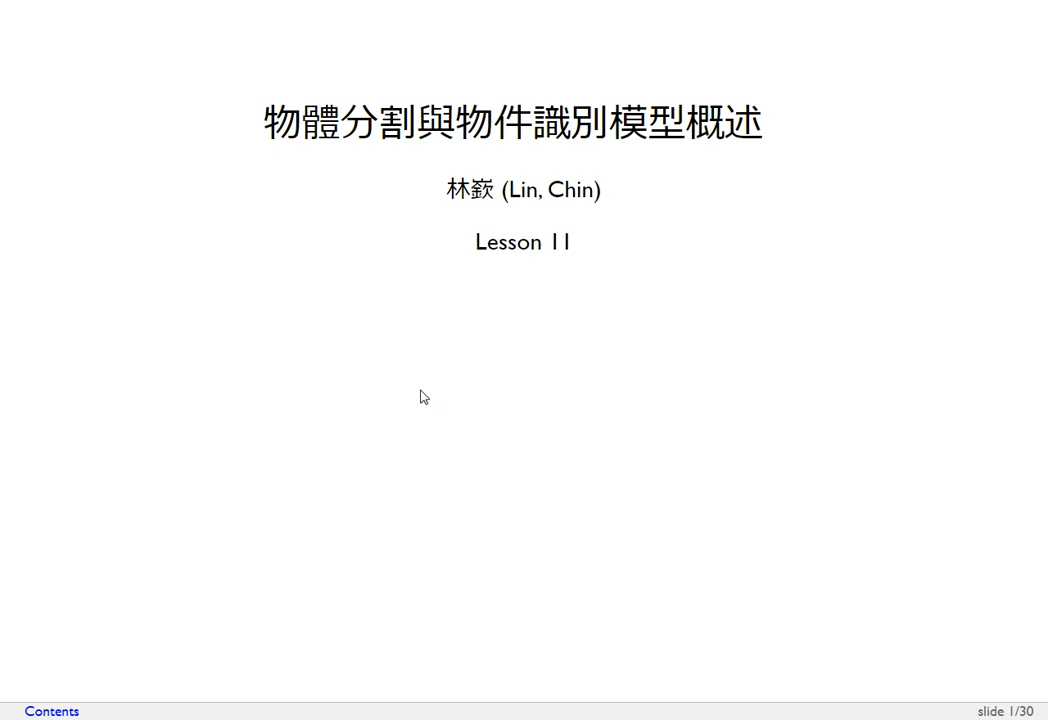 物體分割與物件識別模型概述
林嶔 (Lin, Chin)
Lesson 11
Contents
slide 1/30